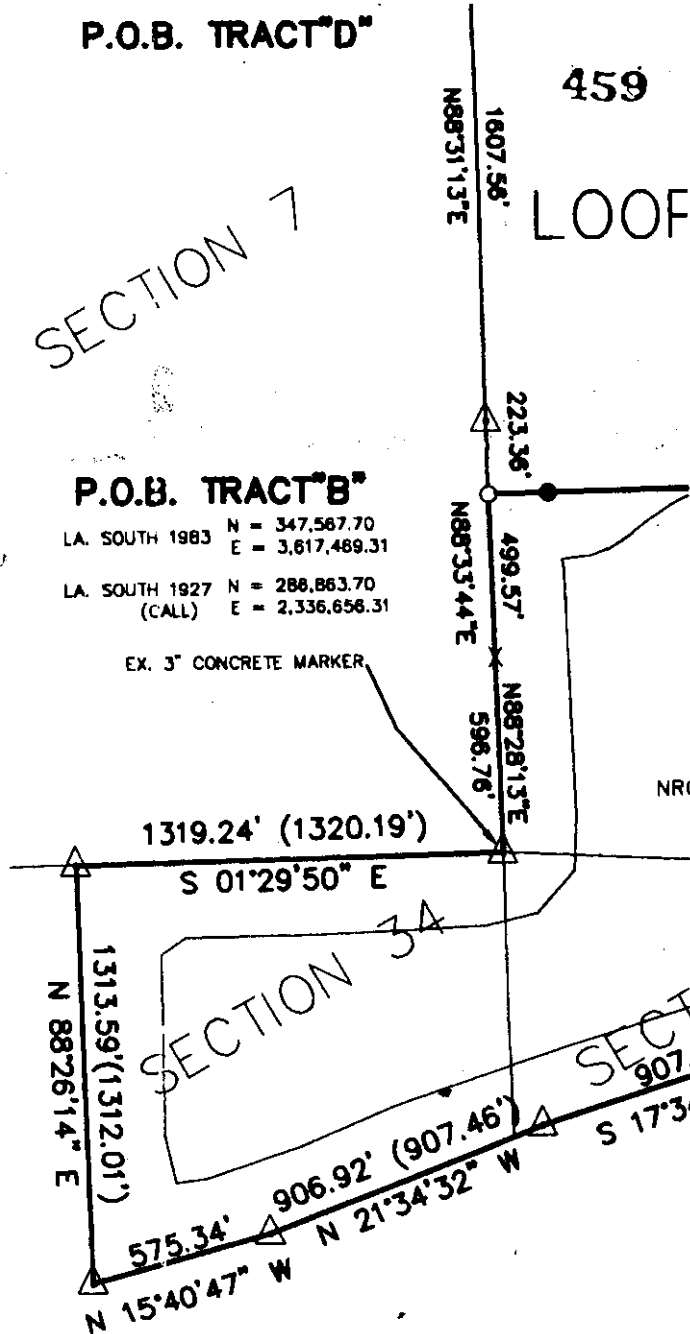 P.O.B. TRACT"D"
459
1607.56'
N88°31'13"E
LOOF
SECTION 7
223.36'
P.O.B. TRACT"B"
LA. SOUTH 1983 N = 347,567.70
E = 3,617,469.31
LA. SOUTH 1927 N = 288,863.70
(CALL) E = 2,336,656.31
N88°33'44"E
499.57'
EX. 3" CONCRETE MARKER
N88°28'13"E
596.76'
NR
1319.24' (1320.19')
S 01°29'50" E
SECTION 34
1313.59'(1312.01')
N 88°26'14" E
SECT
907.
S 17°34
906.92' (907.46')
N 21°34'32" W
575.34'
N 15°40'47" W